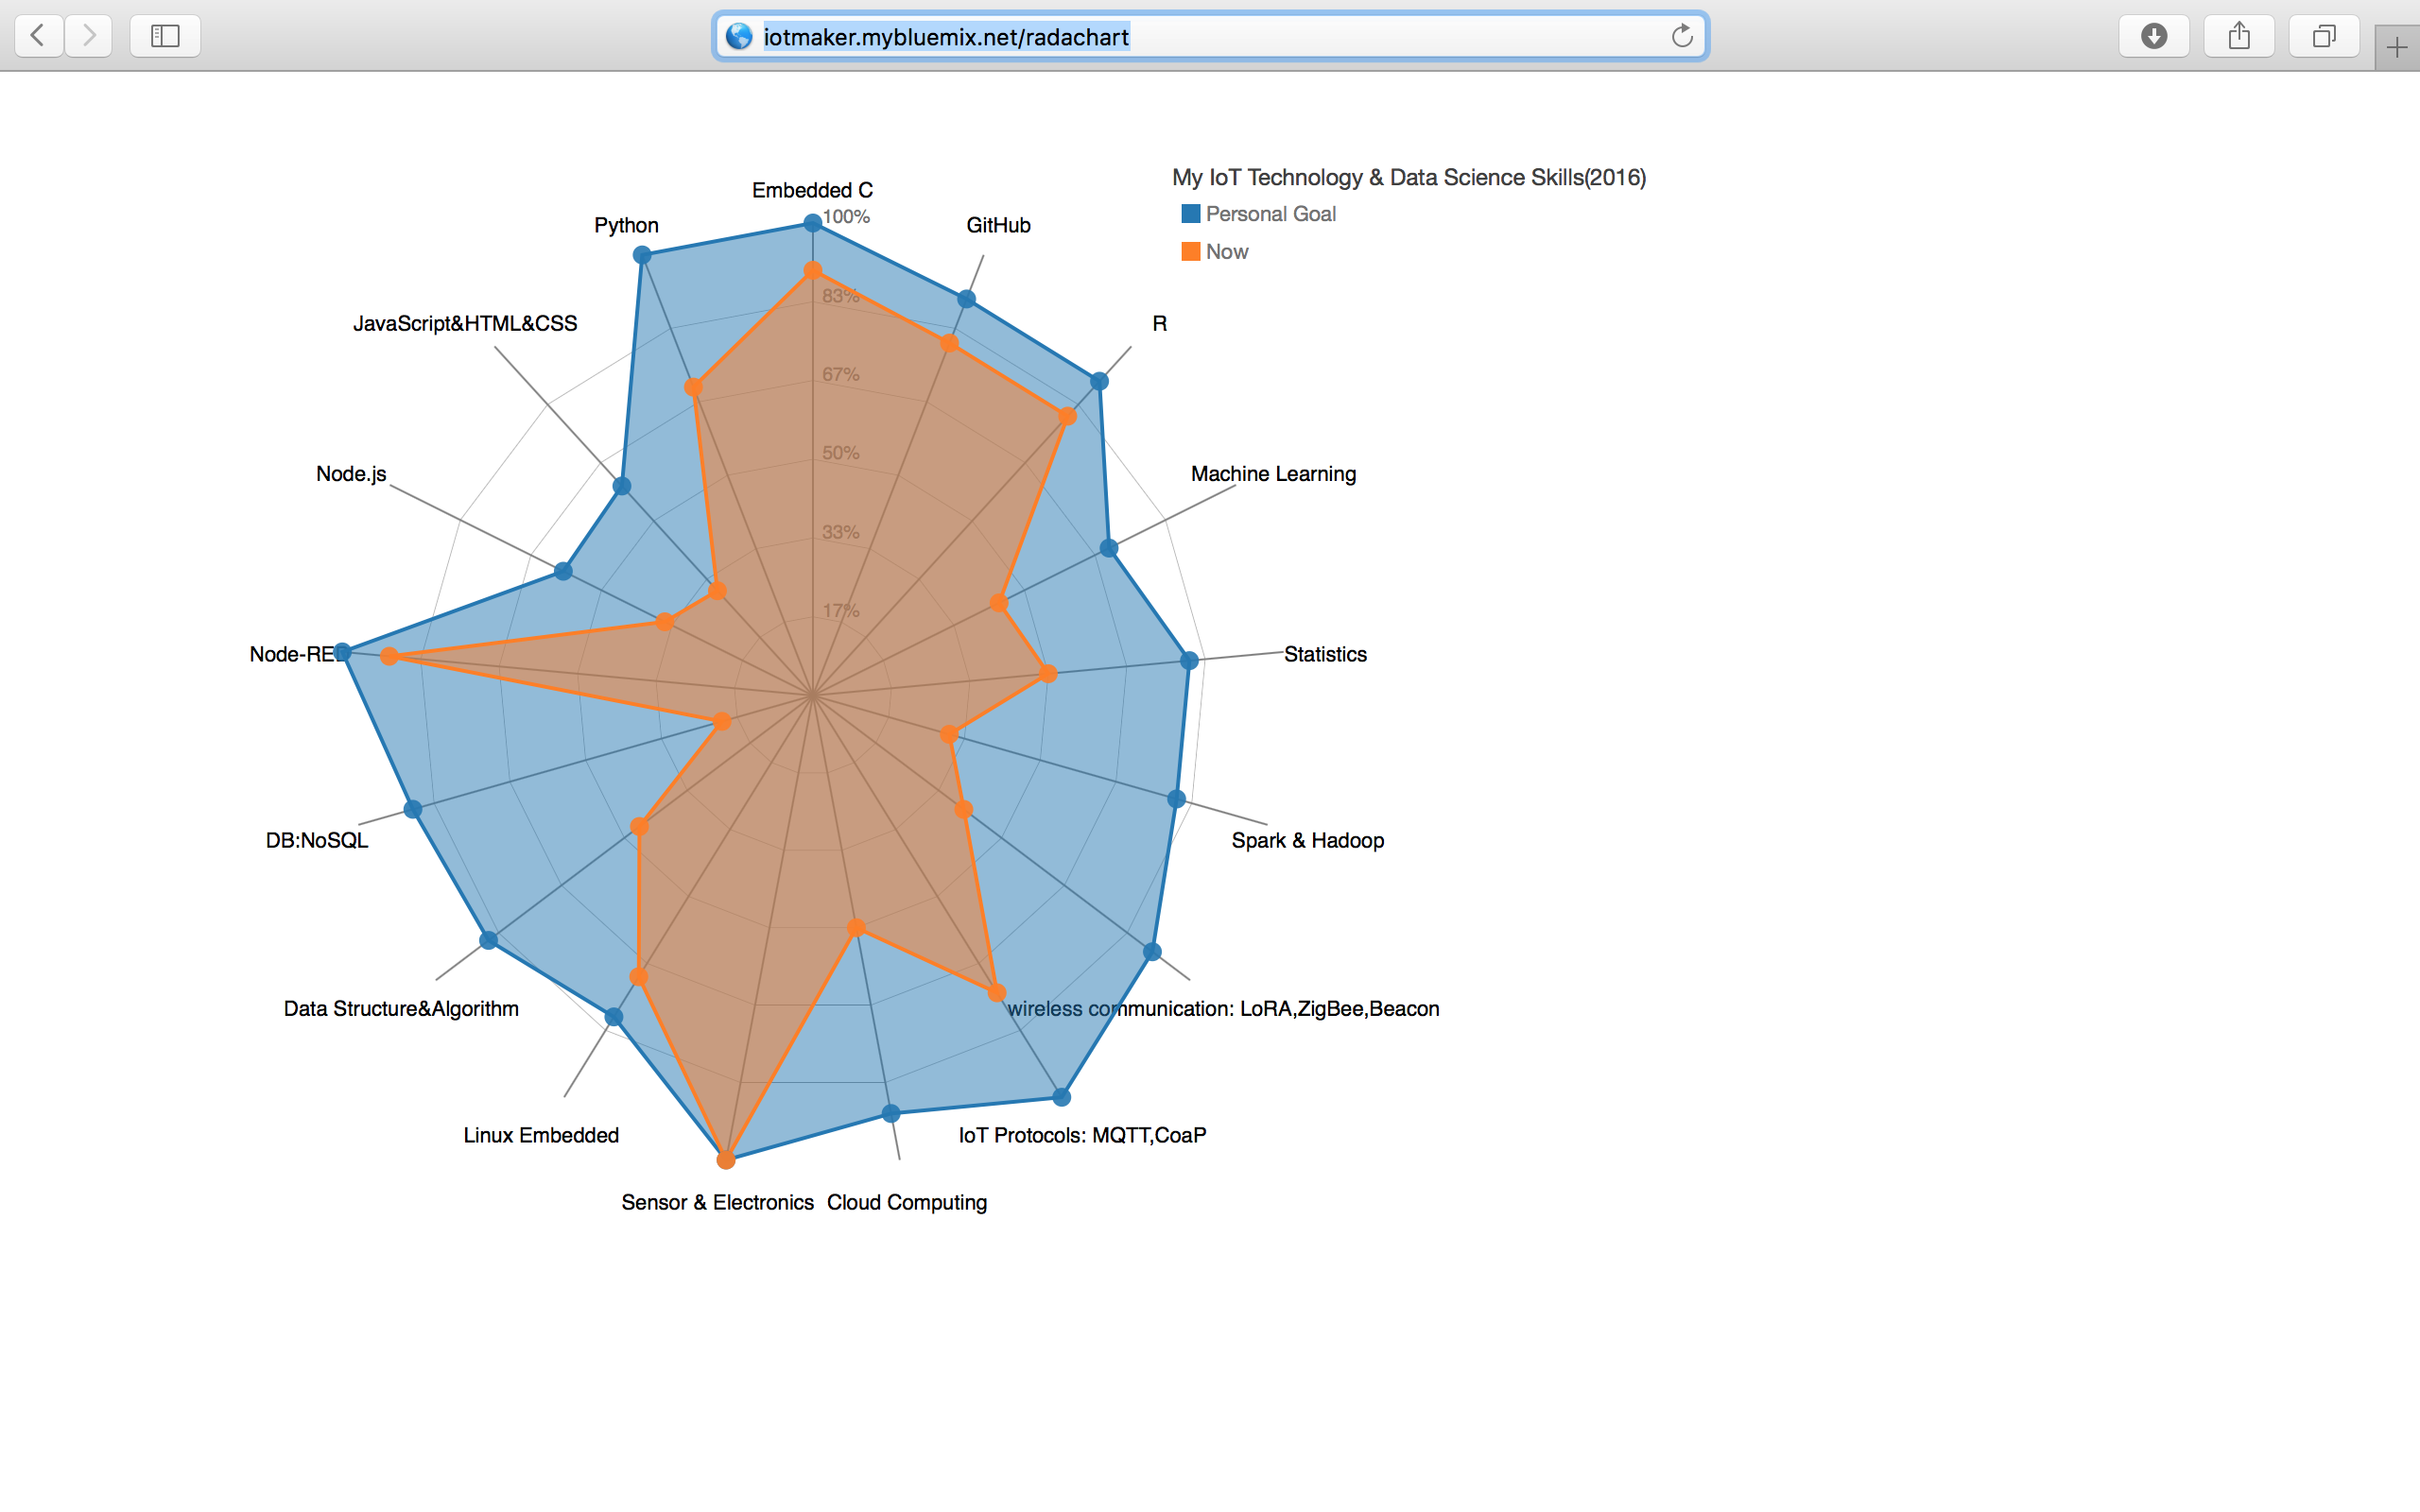 iotmaker.mybluemix.net/radachart
My IoT Technology & Data Science Skills(2016)
Personal Goal
Now
Embedded C
100%
Python
GitHub
83%
JavaScript&HTML&CSS
R
67%
50%
Node.js
Machine Learning
33%
17%
Node-RED
Statistics
DB:NoSQL
Spark & Hadoop
Data Structure&Algorithm
wireless communication: LoRA,ZigBee,Beacon
Linux Embedded
IoT Protocols: MQTT,CoaP
Sensor & Electronics
Cloud Computing